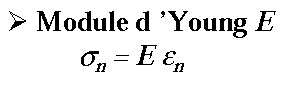 ➢ Module d ’Young E
σn = E εn